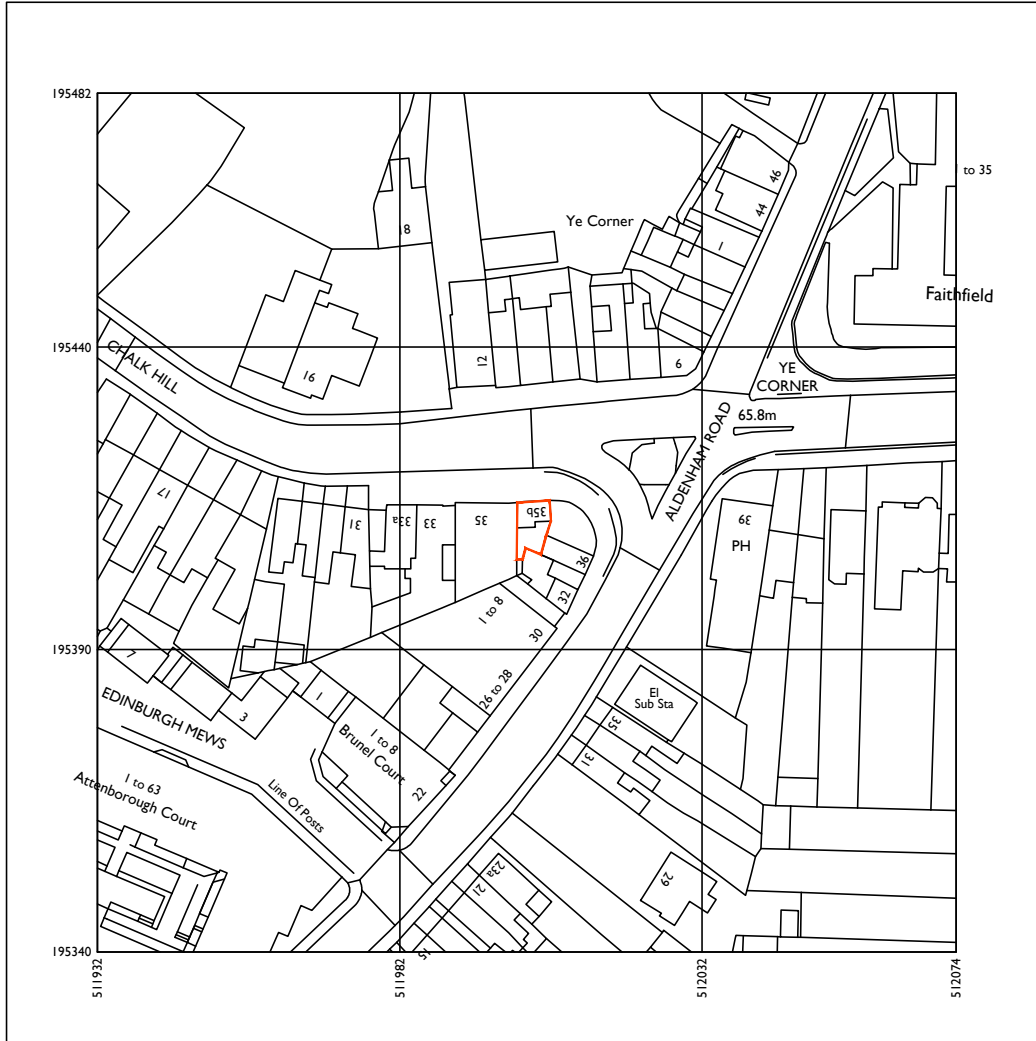 195482
1 to 35
46
18
44
Ye Corner
1
Faithfield
195440
CHALK HILL
12
6
YE
CORNER
16
65.8m
ALDENHAM ROAD
17
31
33a
33
35
35b
39
PH
36
32
1 to 8
30
195390
7
EDINBURGH MEWS
3
1
26 to 28
El
Sub Sta
35
31
1 to 8
Brunel Court
22
1 to 63
Attenborough Court
Line Of Posts
23a
21
29
15
195340
511932
511982
512032
512074